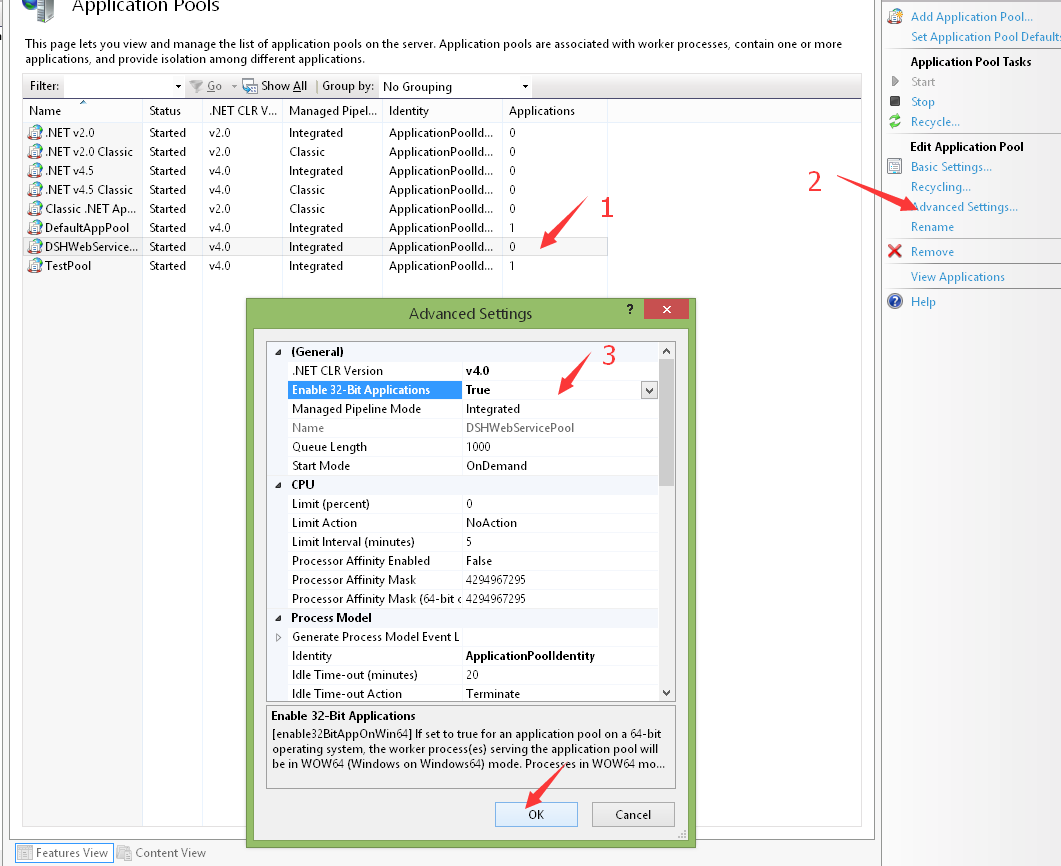 Application Pools
This page lets you view and manage the list of application pools on the server. Application pools are associated with worker processes, contain one or more
applications, and provide isolation among different applications.
Filter: Go Show All Group by: No Grouping
Name Status .NET CLR V... Managed Pipel... Identity Applications
.NET v2.0 Started v2.0 Integrated ApplicationPoolId... 0
.NET v2.0 Classic Started v2.0 Classic ApplicationPoolId... 0
.NET v4.5 Started v4.0 Integrated ApplicationPoolId... 0
.NET v4.5 Classic Started v4.0 Classic ApplicationPoolId... 0
Classic .NET Ap... Started v2.0 Classic ApplicationPoolId... 0
DefaultAppPool Started v4.0 Integrated ApplicationPoolId... 1
DSHWebService... Started v4.0 Integrated ApplicationPoolId... 0
TestPool Started v4.0 Integrated ApplicationPoolId... 1
1
Advanced Settings ?
(General)
.NET CLR Version v4.0
Enable 32-Bit Applications True
Managed Pipeline Mode Integrated
Name DSHWebServicePool
Queue Length 1000
Start Mode OnDemand
3
CPU
Limit (percent) 0
Limit Action NoAction
Limit Interval (minutes) 5
Processor Affinity Enabled False
Processor Affinity Mask 4294967295
Processor Affinity Mask (64-bit o 4294967295
Process Model
Generate Process Model Event L
Identity ApplicationPoolIdentity
Idle Time-out (minutes) 20
Idle Time-out Action Terminate
Enable 32-Bit Applications
[enable32BitAppOnWin64] If set to true for an application pool on a 64-bit
operating system, the worker process(es) serving the application pool will
be in WOW64 (Windows on Windows64) mode. Processes in WOW64 mo...
OK Cancel
Features View Content View
Add Application Pool...
Set Application Pool Defaults
Application Pool Tasks
Start
Stop
Recycle...
Edit Application Pool
Basic Settings...
Recycling...
2
Advanced Settings...
Rename
Remove
View Applications
Help